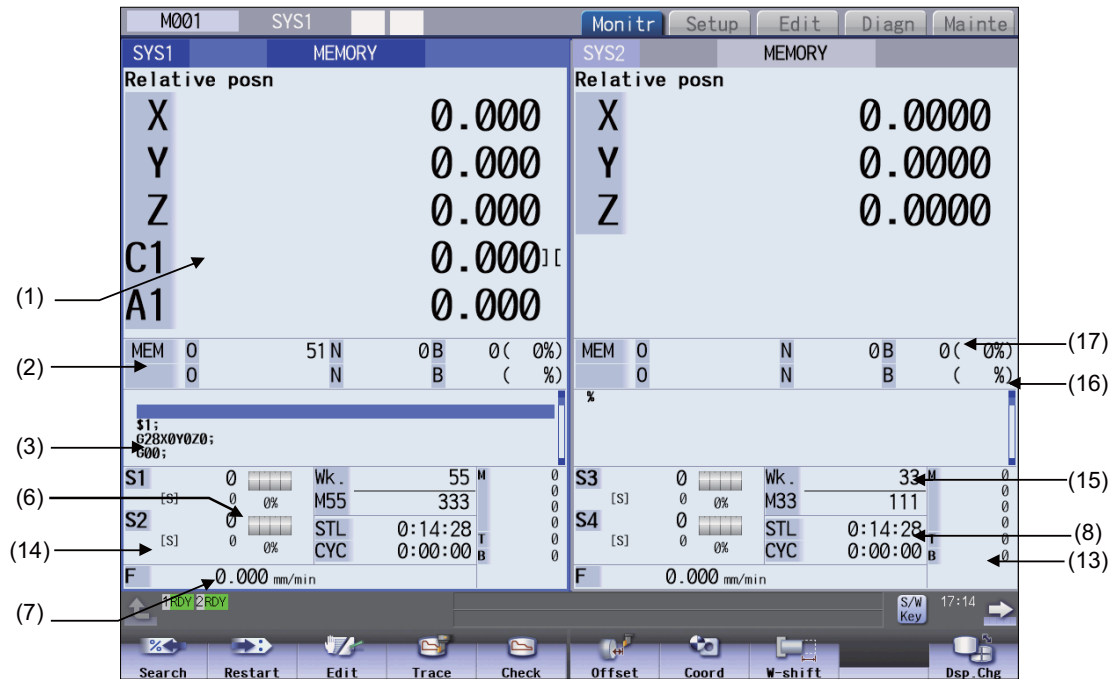 M001 SYS1 Monitr Setup Edit Diagn Mainte
SYS1 MEMORY
Relative posn
X 0.000
Y 0.000
Z 0.000
C1 0.000 ][
A1 0.000
MEM O 51 N 0 B 0( 0%)
O N B ( %)
$1;
G28X0Y0Z0;
G00;
S1 0
[S] 0 0%
S2 0
[S] 0 0%
Wk. 55
M55 333
STL 0:14:28
CYC 0:00:00
M 0
0
0
0
T 0
B 0
F 0.000 mm/min
SYS2 MEMORY
Relative posn
X 0.0000
Y 0.0000
Z 0.0000
MEM O N 0 B 0( 0%)
O N B ( %)
%
S3 0
[S] 0 0%
S4 0
[S] 0 0%
Wk. 33
M33 111
STL 0:14:28
CYC 0:00:00
M 0
0
0
0
T 0
B 0
F 0.000 mm/min
1RDY 2RDY S/W Key 17:14
Search Restart Edit Trace Check Offset Coord W-shift Dsp.Chg
(1)
(2)
(3)
(6)
(14)
(7)
(17)
(16)
(15)
(8)
(13)